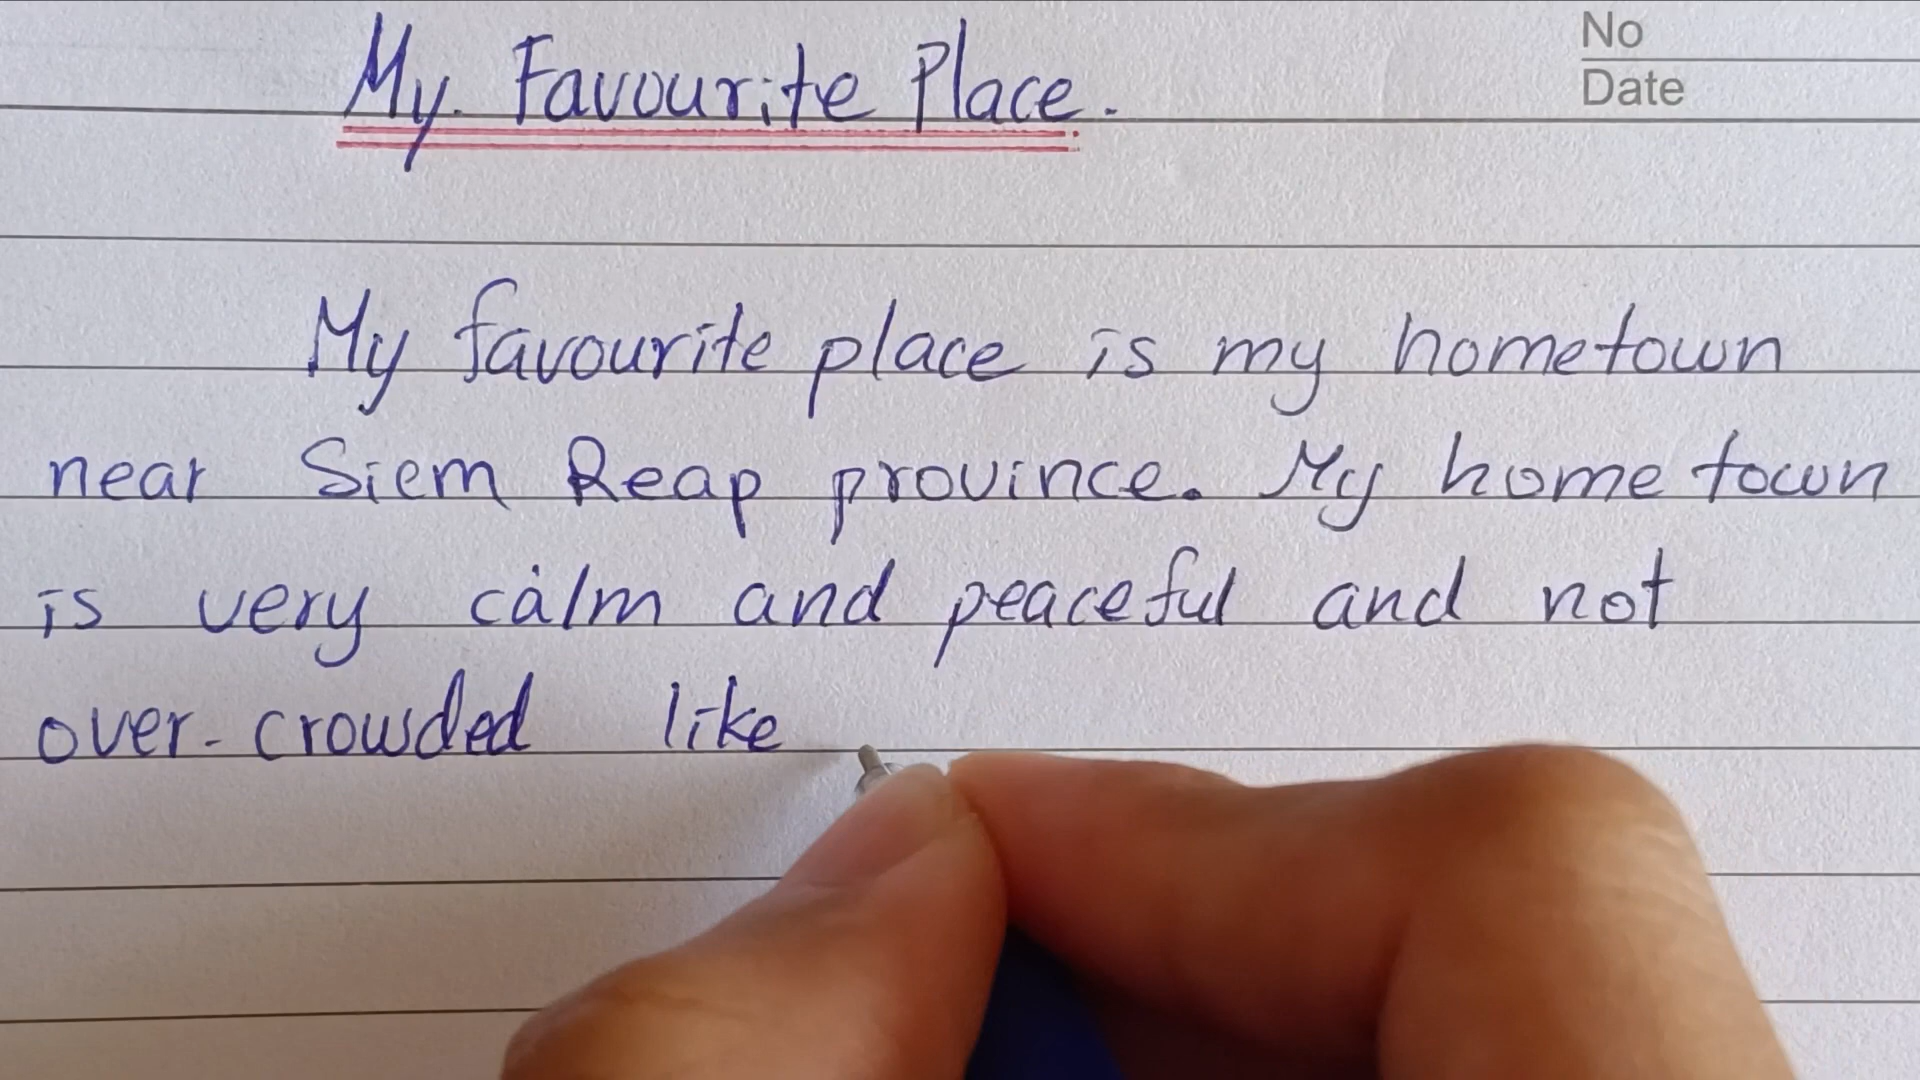 My Favourite Place.
No
Date
My favourite place is my hometown
near Siem Reap province. My home town
is very calm and peaceful and not
over-crowded like